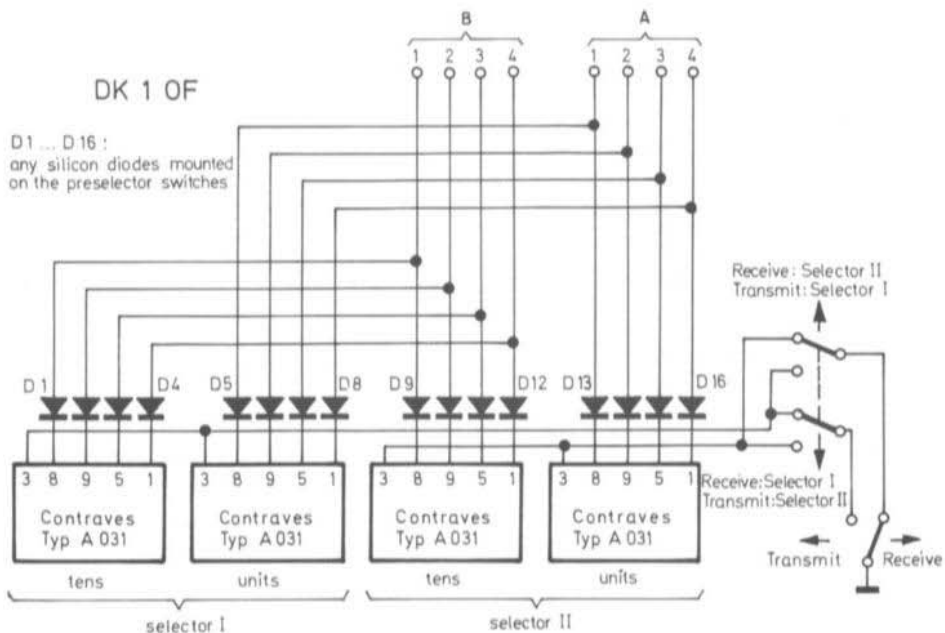 B A
1 2 3 4 1 2 3 4
DK 1 OF
D1 ... D16 :
any silicon diodes mounted
on the preselector switches
Receive: Selector II
Transmit: Selector I
D1 D4 D5 D8 D9 D12 D13 D16
3 8 9 5 1 3 8 9 5 1 3 8 9 5 1 3 8 9 5 1
Receive: Selector I
Transmit: Selector II
Contraves Contraves Contraves Contraves
Typ A 031 Typ A 031 Typ A 031 Typ A 031
Transmit Receive
tens units tens units
selector I selector II